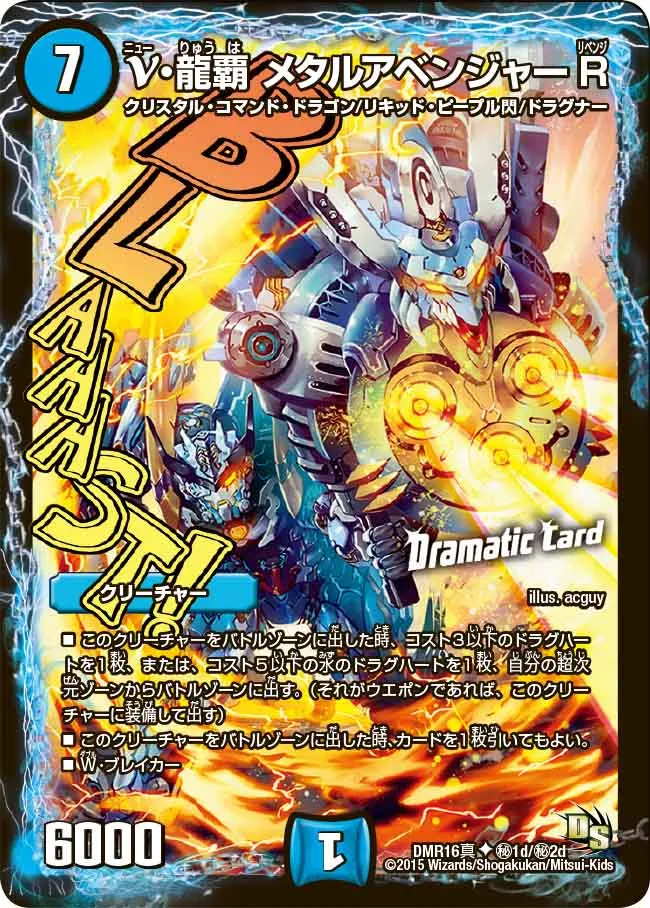 7
ニュー りゅう は リベンジ
ν・龍覇 メタルアベンジャー R
クリスタル・コマンド・ドラゴン/リキッド・ピープル閃/ドラグナー
BLAHHHST!
Dramatic Card
クリーチャー
illus. acguy
■ このクリーチャーをバトルゾーンに出した時、コスト3以下のドラグハー
トを1枚、または、コスト5以下の水のドラグハートを1枚、自分の超次
元ゾーンからバトルゾーンに出す。(それがウエポンであれば、このクリー
チャーに装備して出す)
■ このクリーチャーをバトルゾーンに出した時、カードを1枚引いてもよい。
■ W・ブレイカー
6000
1
DS
DMR16真 ㊙1d/㊙2d
©2015 Wizards/Shogakukan/Mitsui-Kids